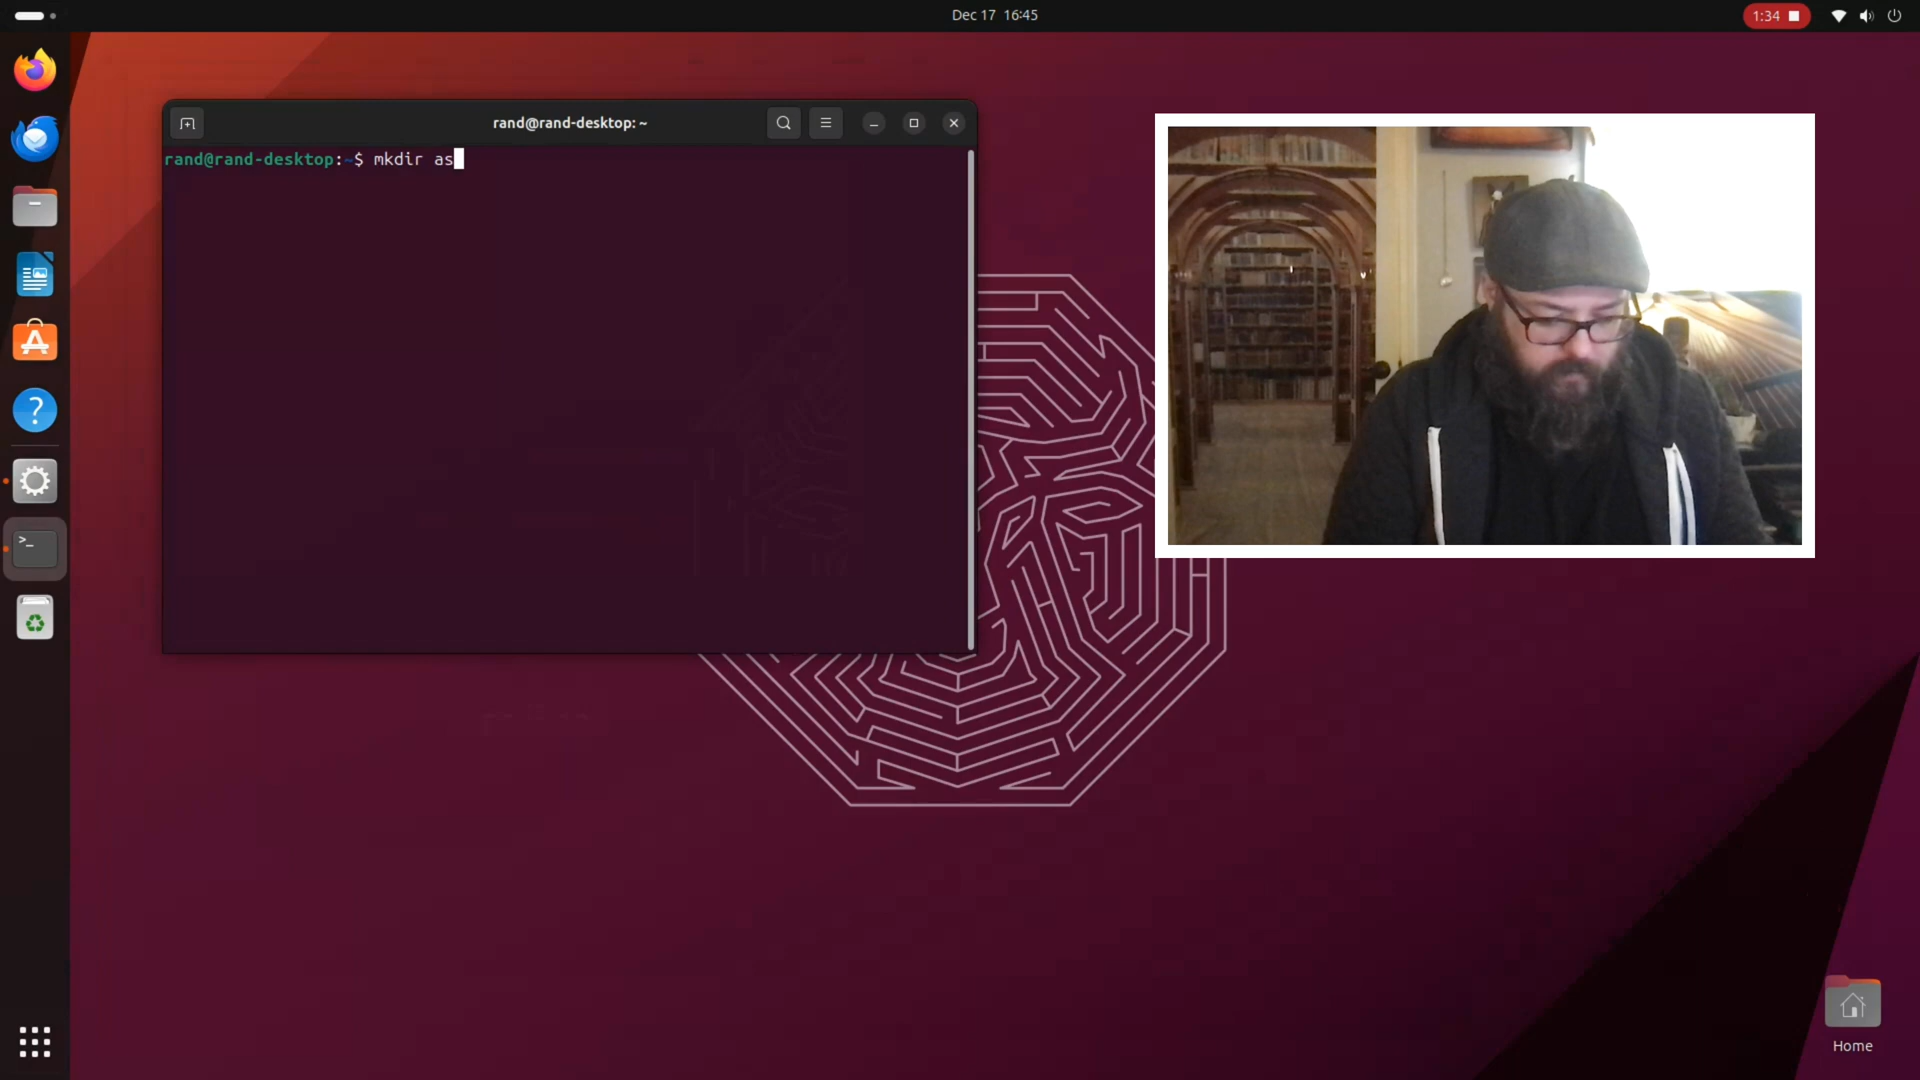 Dec 17 16:45
1:34
rand@rand-desktop: ~
rand@rand-desktop:~$ mkdir as
Home